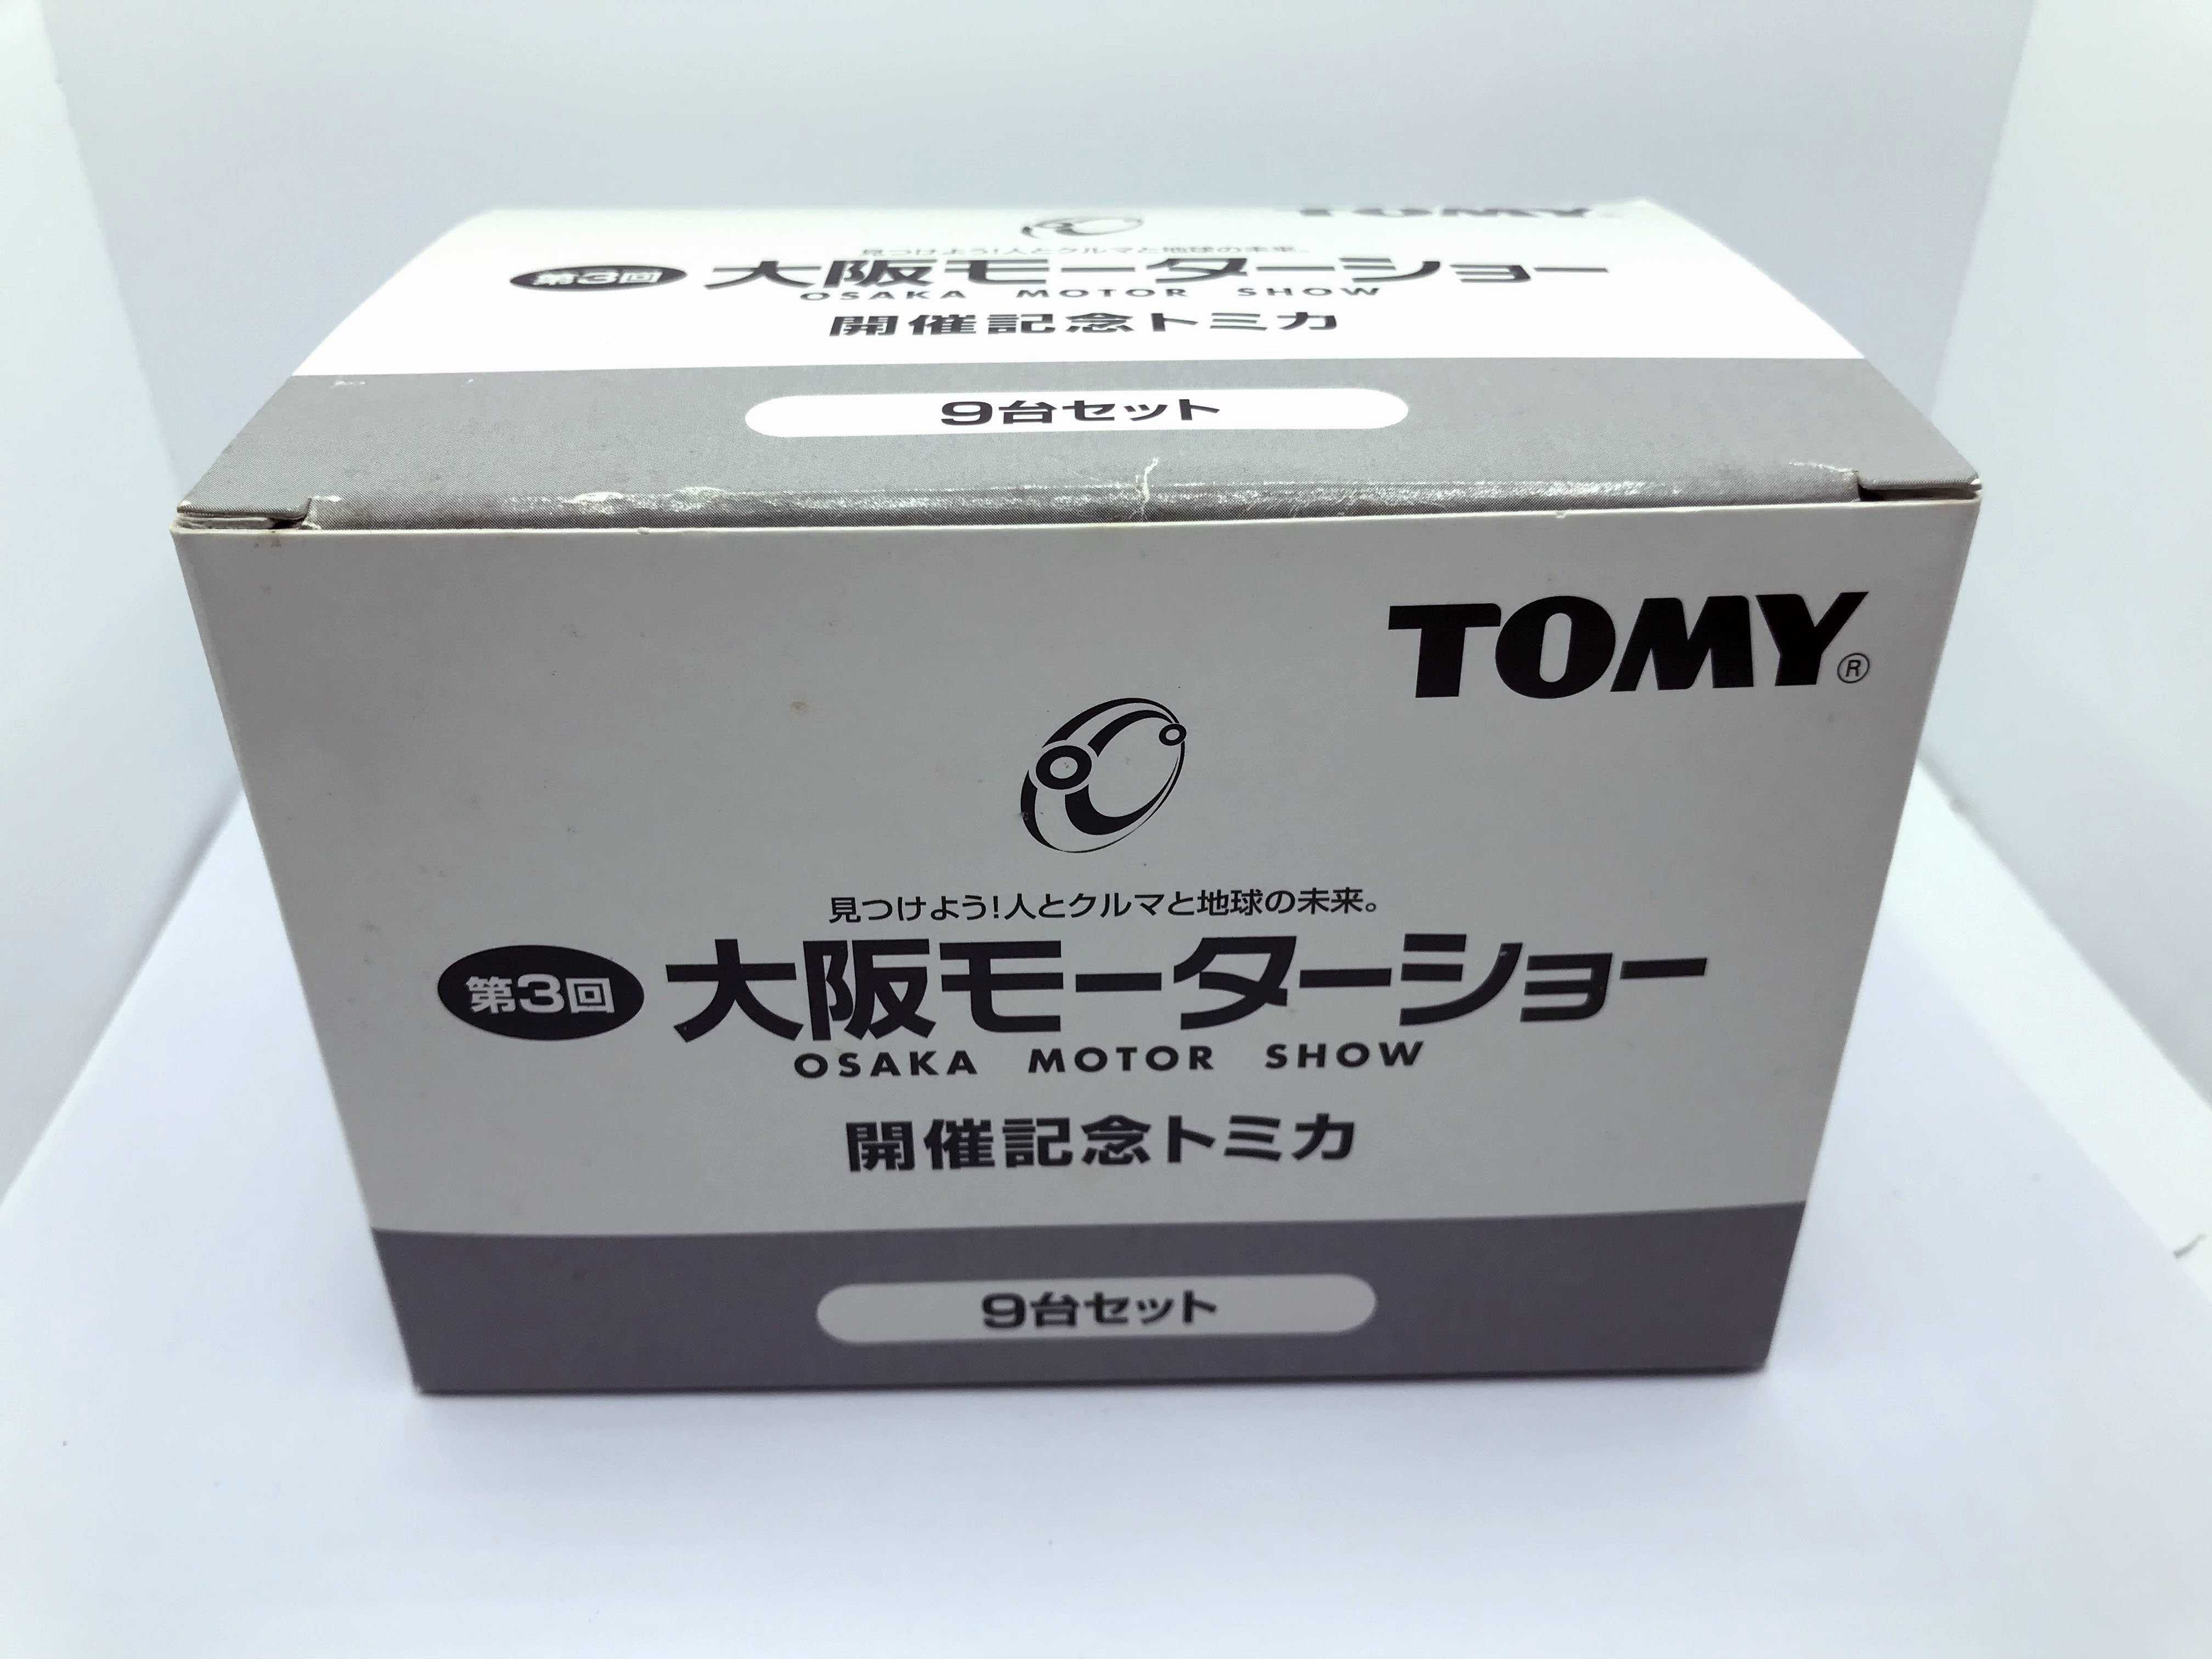 TOMY
見つけよう!人とクルマと地球の未来。
第3回 大阪モーターショー
OSAKA MOTOR SHOW
開催記念トミカ
9台セット
TOMY®
見つけよう!人とクルマと地球の未来。
第3回 大阪モーターショー
OSAKA MOTOR SHOW
開催記念トミカ
9台セット